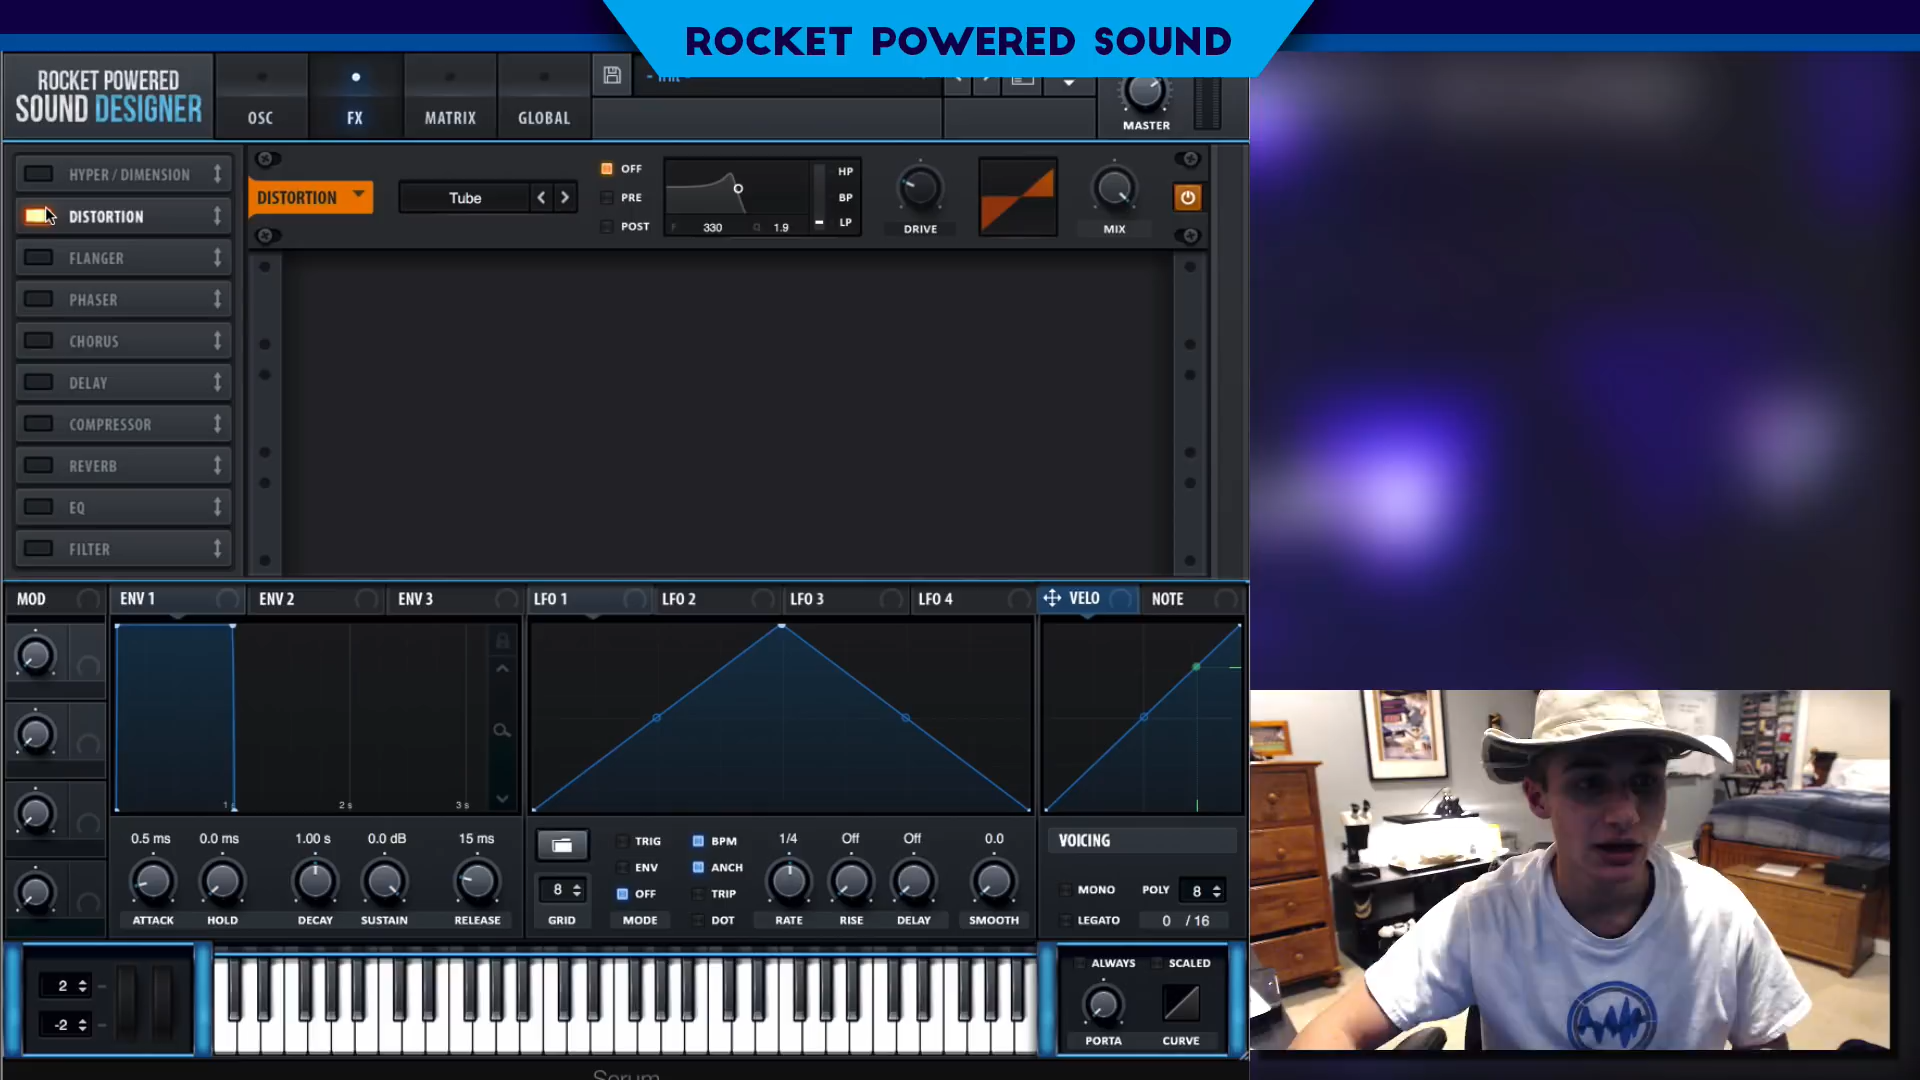 ROCKET POWERED SOUND
ROCKET POWERED
SOUND DESIGNER
OSC
FX
MATRIX
GLOBAL
MASTER
HYPER / DIMENSION
DISTORTION
FLANGER
PHASER
CHORUS
DELAY
COMPRESSOR
REVERB
EQ
FILTER
DISTORTION
Tube
OFF
PRE
POST
F 330 Q 1.9
HP
BP
LP
DRIVE
MIX
MOD
ENV 1
ENV 2
ENV 3
LFO 1
LFO 2
LFO 3
LFO 4
VELO
NOTE
1 s
2 s
3 s
0.5 ms
0.0 ms
1.00 s
0.0 dB
15 ms
ATTACK
HOLD
DECAY
SUSTAIN
RELEASE
8
GRID
TRIG
ENV
OFF
MODE
BPM
ANCH
TRIP
DOT
1/4
Off
Off
0.0
RATE
RISE
DELAY
SMOOTH
VOICING
MONO
POLY
8
LEGATO
0 / 16
2
-2
ALWAYS
SCALED
PORTA
CURVE
Serum